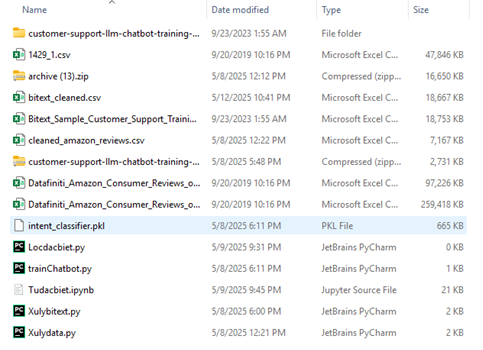 Name Date modified Type Size
customer-support-llm-chatbot-training-... 9/23/2023 1:55 AM File folder
1429_1.csv 9/20/2019 10:16 PM Microsoft Excel C... 47,846 KB
archive (13).zip 5/8/2025 12:12 PM Compressed (zipp... 16,650 KB
bitext_cleaned.csv 5/12/2025 10:41 PM Microsoft Excel C... 18,667 KB
Bitext_Sample_Customer_Support_Traini... 9/23/2023 1:55 AM Microsoft Excel C... 18,753 KB
cleaned_amazon_reviews.csv 5/8/2025 12:22 PM Microsoft Excel C... 7,167 KB
customer-support-llm-chatbot-training-... 5/8/2025 5:48 PM Compressed (zipp... 2,731 KB
Datafiniti_Amazon_Consumer_Reviews_o... 9/20/2019 10:16 PM Microsoft Excel C... 97,226 KB
Datafiniti_Amazon_Consumer_Reviews_o... 9/20/2019 10:16 PM Microsoft Excel C... 259,418 KB
intent_classifier.pkl 5/8/2025 6:11 PM PKL File 665 KB
Locdacbiet.py 5/9/2025 9:31 PM JetBrains PyCharm 0 KB
trainChatbot.py 5/8/2025 6:11 PM JetBrains PyCharm 1 KB
Tudacbiet.ipynb 5/9/2025 9:45 PM Jupyter Source File 21 KB
Xulybitext.py 5/8/2025 6:00 PM JetBrains PyCharm 2 KB
Xulydata.py 5/8/2025 12:21 PM JetBrains PyCharm 2 KB